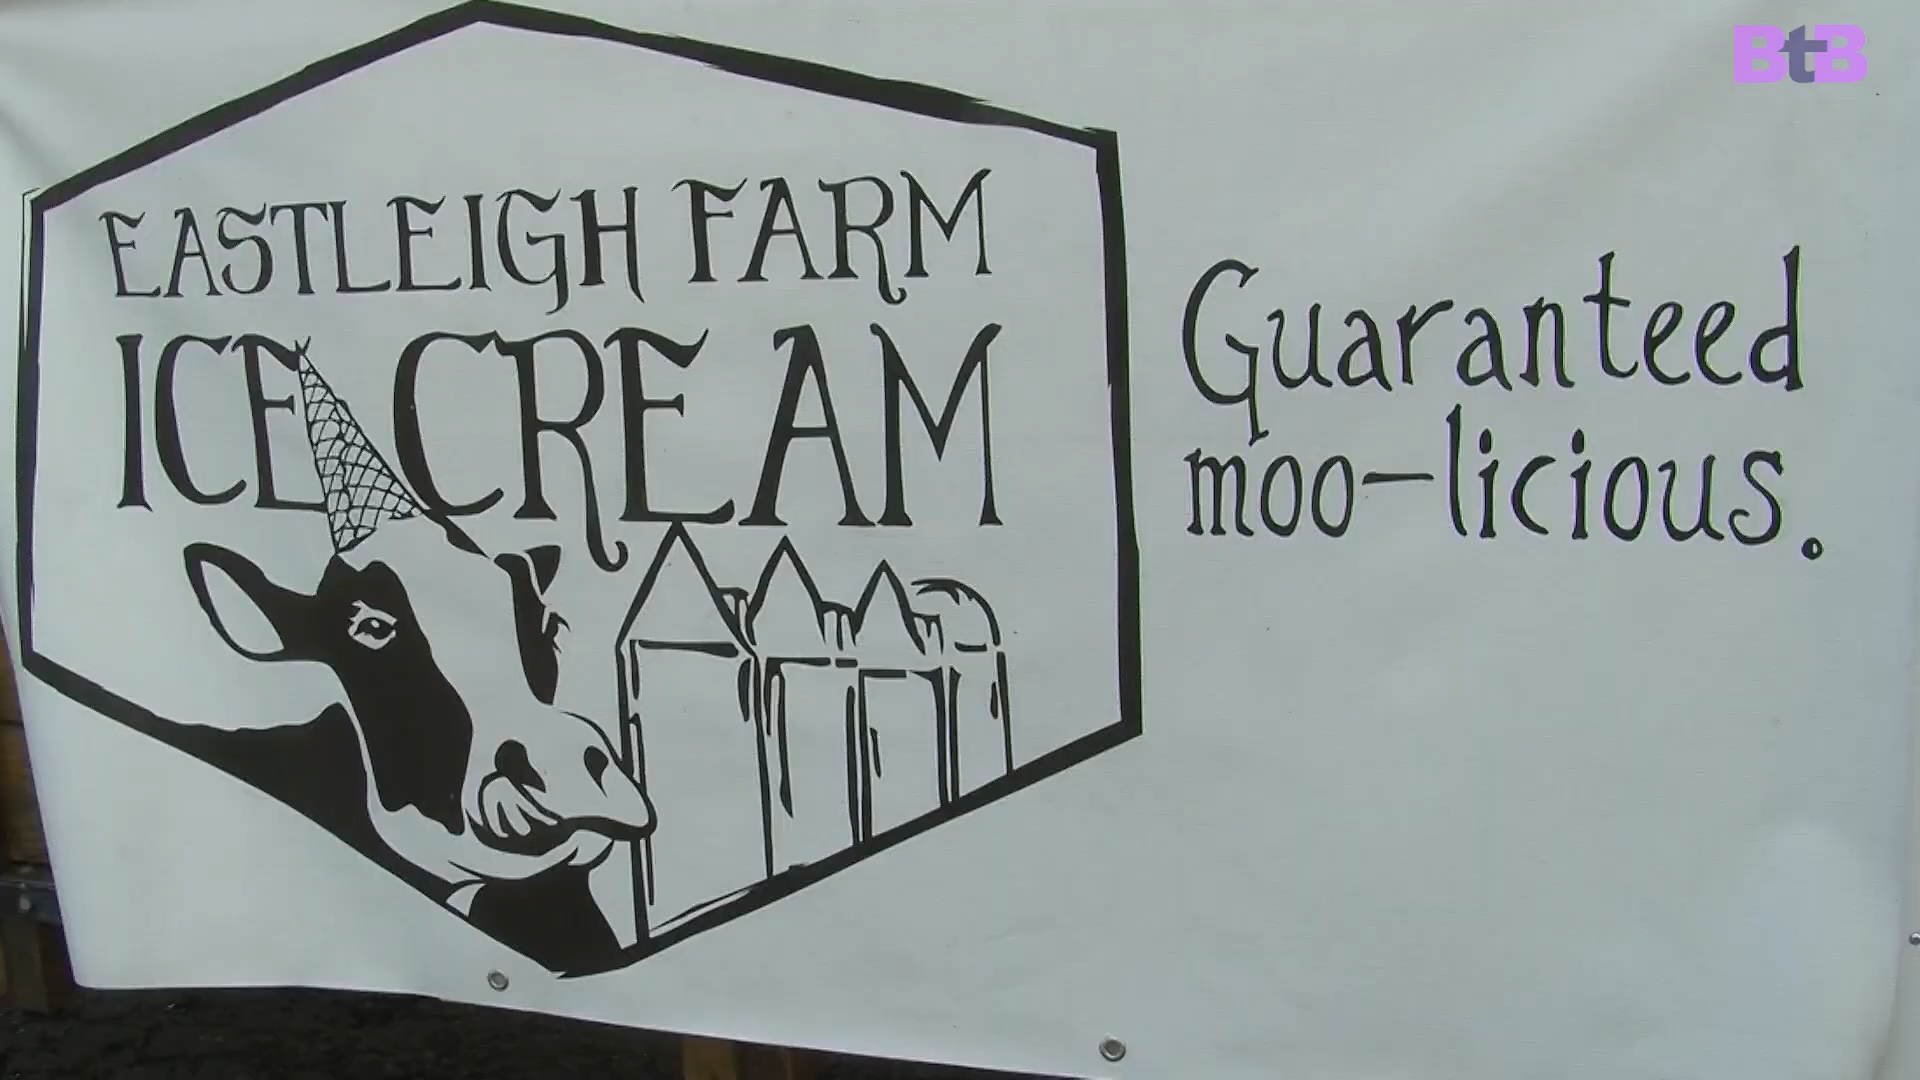 BtB
EASTLEIGH FARM
ICE CREAM
Guaranteed
moo-licious.